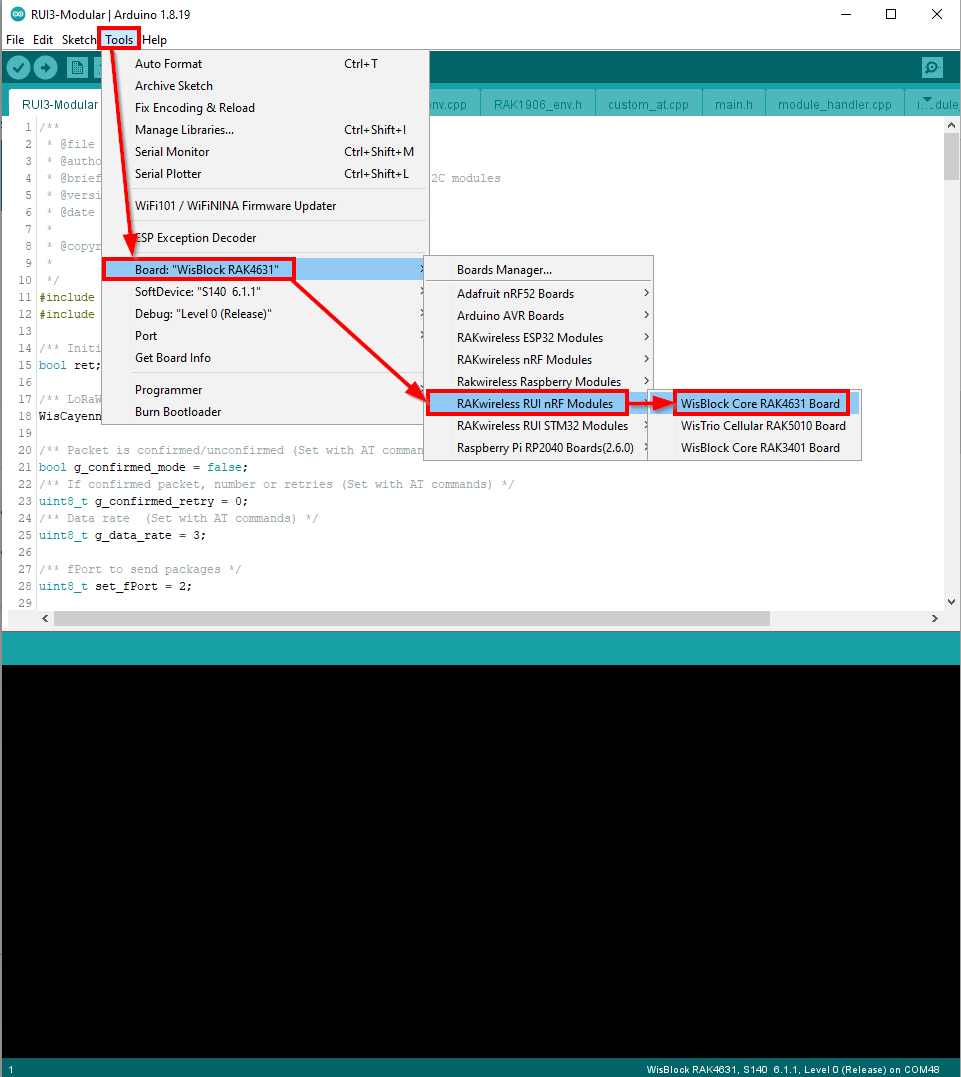 RUI3-Modular | Arduino 1.8.19
File Edit Sketch Tools Help
RUI3-Modular env.cpp RAK1906_env.h custom_at.cpp main.h module_handler.cpp
Auto Format Ctrl+T
Archive Sketch
Fix Encoding & Reload
Manage Libraries... Ctrl+Shift+I
Serial Monitor Ctrl+Shift+M
Serial Plotter Ctrl+Shift+L
WiFi101 / WiFiNINA Firmware Updater
ESP Exception Decoder
Board: "WisBlock RAK4631"
SoftDevice: "S140 6.1.1"
Debug: "Level 0 (Release)"
Port
Get Board Info
Programmer
Burn Bootloader
Boards Manager...
Adafruit nRF52 Boards
Arduino AVR Boards
RAKwireless ESP32 Modules
RAKwireless nRF Modules
Rakwireless Raspberry Modules
RAKwireless RUI nRF Modules
RAKwireless RUI STM32 Modules
Raspberry Pi RP2040 Boards(2.6.0)
WisBlock Core RAK4631 Board
WisTrio Cellular RAK5010 Board
WisBlock Core RAK3401 Board
1 /**
2 * @file
3 * @autho
4 * @brief 2C modules
5 * @versi
6 * @date
7 *
8 * @copyr
9 *
10 */
11 #include
12 #include
13
14 /** Initi
15 bool ret;
16
17 /** LoRaW
18 WisCayenn
19
20 /** Packet is confirmed/unconfirmed (Set with AT comman
21 bool g_confirmed_mode = false;
22 /** If confirmed packet, number or retries (Set with AT commands) */
23 uint8_t g_confirmed_retry = 0;
24 /** Data rate (Set with AT commands) */
25 uint8_t g_data_rate = 3;
26
27 /** fPort to send packages */
28 uint8_t set_fPort = 2;
29
1 WisBlock RAK4631, S140 6.1.1, Level 0 (Release) on COM48